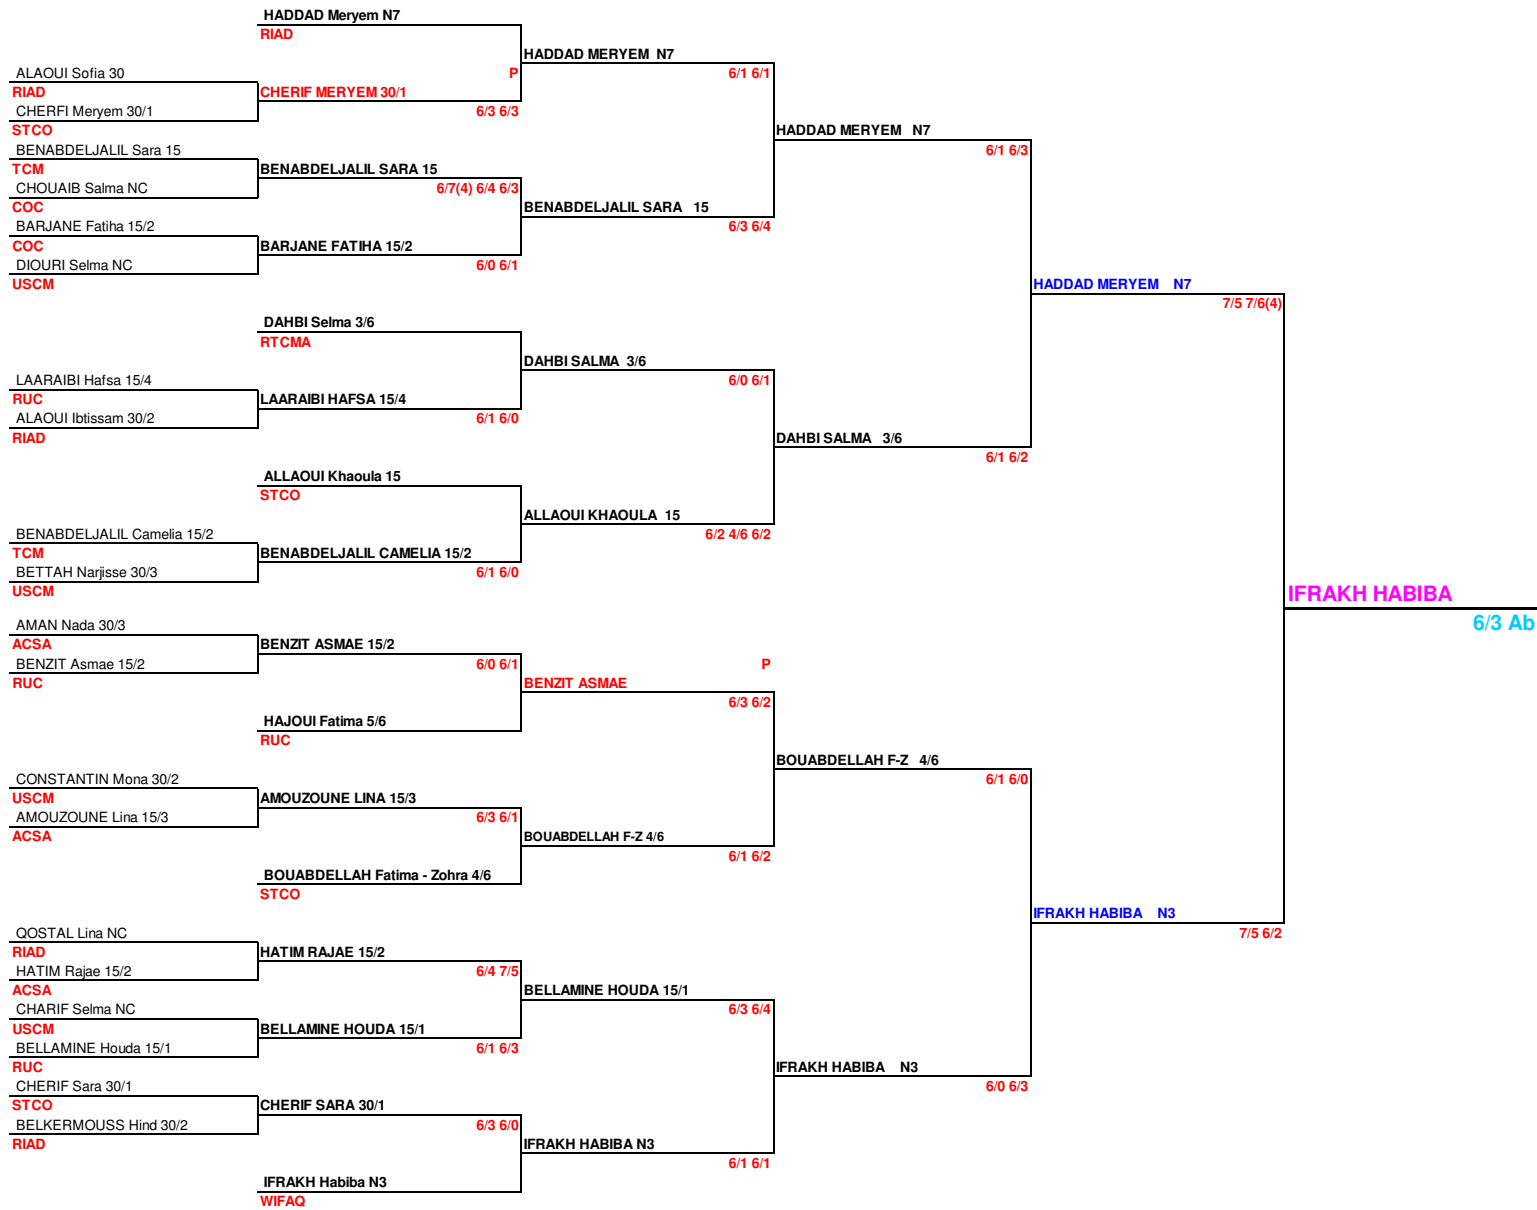 HADDAD Meryem N7
RIAD
HADDAD MERYEM N7
ALAOUI Sofia 30
P
6/1 6/1
RIAD
CHERIF MERYEM 30/1
CHERFI Meryem 30/1
6/3 6/3
STCO
HADDAD MERYEM N7
BENABDELJALIL Sara 15
6/1 6/3
TCM
BENABDELJALIL SARA 15
CHOUAIB Salma NC
6/7(4) 6/4 6/3
COC
BENABDELJALIL SARA 15
BARJANE Fatiha 15/2
6/3 6/4
COC
BARJANE FATIHA 15/2
DIOURI Selma NC
6/0 6/1
USCM
HADDAD MERYEM N7
7/5 7/6(4)
DAHBI Selma 3/6
RTCMA
DAHBI SALMA 3/6
LAARAIBI Hafsa 15/4
6/0 6/1
RUC
LAARAIBI HAFSA 15/4
ALAOUI Ibtissam 30/2
6/1 6/0
RIAD
DAHBI SALMA 3/6
6/1 6/2
ALLAOUI Khaoula 15
STCO
ALLAOUI KHAOULA 15
BENABDELJALIL Camelia 15/2
6/2 4/6 6/2
TCM
BENABDELJALIL CAMELIA 15/2
BETTAH Narjisse 30/3
6/1 6/0
USCM
IFRAKH HABIBA
6/3 Ab
AMAN Nada 30/3
ACSA
BENZIT ASMAE 15/2
BENZIT Asmae 15/2
6/0 6/1
P
RUC
BENZIT ASMAE
6/3 6/2
HAJOUI Fatima 5/6
RUC
BOUABDELLAH F-Z 4/6
CONSTANTIN Mona 30/2
6/1 6/0
USCM
AMOUZOUNE LINA 15/3
AMOUZOUNE Lina 15/3
6/3 6/1
ACSA
BOUABDELLAH F-Z 4/6
6/1 6/2
BOUABDELLAH Fatima - Zohra 4/6
STCO
IFRAKH HABIBA N3
QOSTAL Lina NC
7/5 6/2
RIAD
HATIM RAJAE 15/2
HATIM Rajae 15/2
6/4 7/5
ACSA
BELLAMINE HOUDA 15/1
CHARIF Selma NC
6/3 6/4
USCM
BELLAMINE HOUDA 15/1
BELLAMINE Houda 15/1
6/1 6/3
RUC
IFRAKH HABIBA N3
CHERIF Sara 30/1
6/0 6/3
STCO
CHERIF SARA 30/1
BELKERMOUSS Hind 30/2
6/3 6/0
RIAD
IFRAKH HABIBA N3
6/1 6/1
IFRAKH Habiba N3
WIFAQ